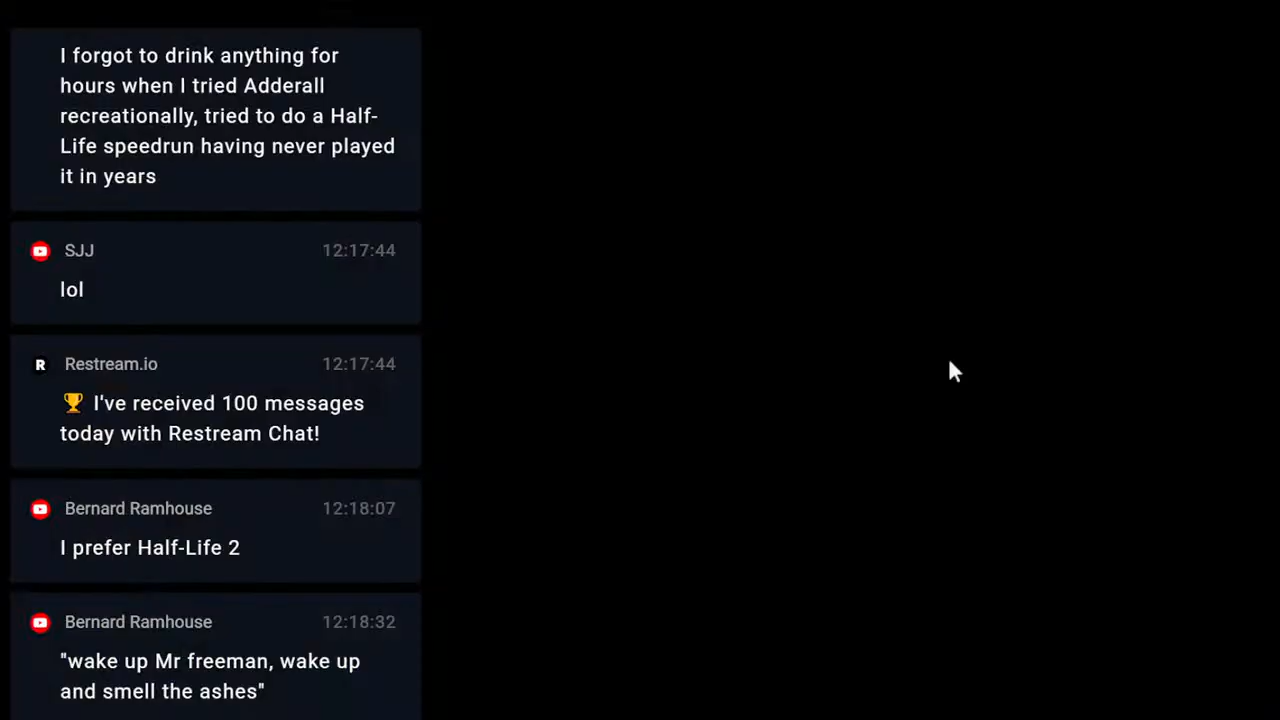 I forgot to drink anything for
hours when I tried Adderall
recreationally, tried to do a Half-
Life speedrun having never played
it in years
SJJ 12:17:44
lol
R Restream.io 12:17:44
🏆 I've received 100 messages
today with Restream Chat!
Bernard Ramhouse 12:18:07
I prefer Half-Life 2
Bernard Ramhouse 12:18:32
"wake up Mr freeman, wake up
and smell the ashes"